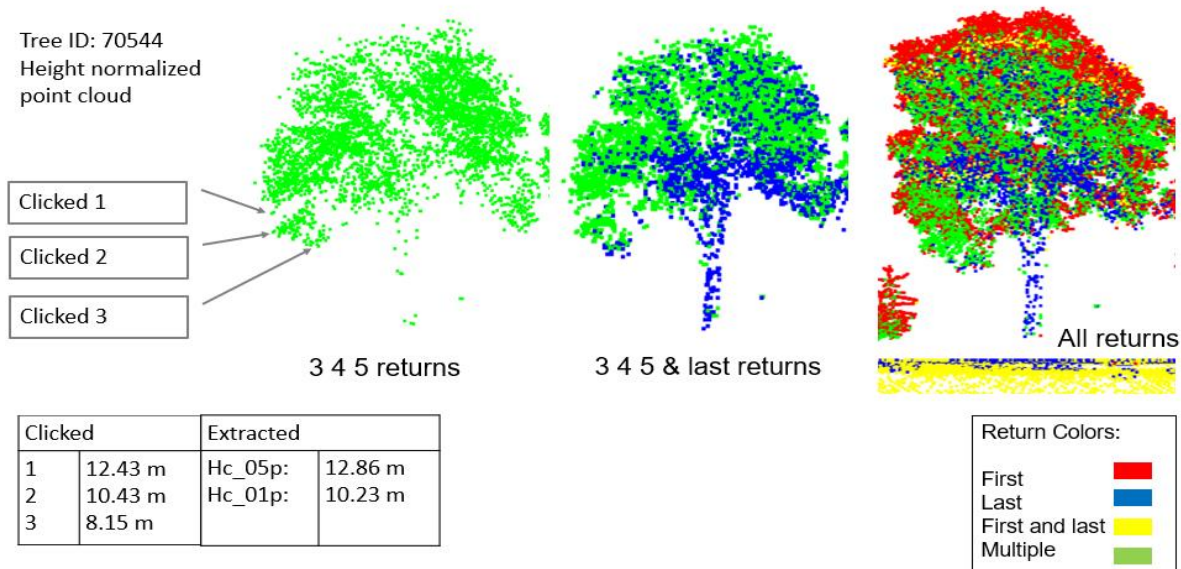 Tree ID: 70544
Height normalized
point cloud
Clicked 1
Clicked 2
Clicked 3
3 4 5 returns
3 4 5 & last returns
All returns
Clicked Extracted
1 12.43 m Hc_05p: 12.86 m
2 10.43 m Hc_01p: 10.23 m
3 8.15 m
Return Colors:
First
Last
First and last
Multiple